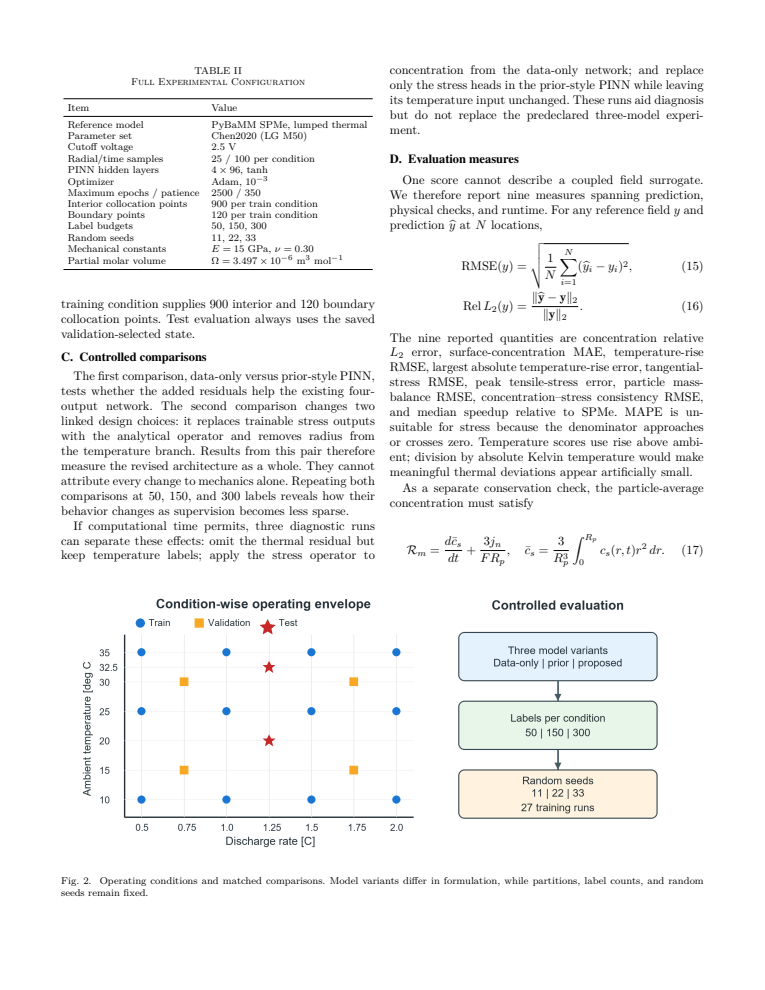 TABLE II
Full Experimental Configuration
Item Value
Reference model PyBaMM SPMe, lumped thermal
Parameter set Chen2020 (LG M50)
Cutoff voltage 2.5 V
Radial/time samples 25 / 100 per condition
PINN hidden layers 4 × 96, tanh
Optimizer Adam, 10⁻³
Maximum epochs / patience 2500 / 350
Interior collocation points 900 per train condition
Boundary points 120 per train condition
Label budgets 50, 150, 300
Random seeds 11, 22, 33
Mechanical constants E = 15 GPa, ν = 0.30
Partial molar volume Ω = 3.497 × 10⁻⁶ m³ mol⁻¹
training condition supplies 900 interior and 120 boundary
collocation points. Test evaluation always uses the saved
validation-selected state.
C. Controlled comparisons
The first comparison, data-only versus prior-style PINN,
tests whether the added residuals help the existing four-
output network. The second comparison changes two
linked design choices: it replaces trainable stress outputs
with the analytical operator and removes radius from
the temperature branch. Results from this pair therefore
measure the revised architecture as a whole. They cannot
attribute every change to mechanics alone. Repeating both
comparisons at 50, 150, and 300 labels reveals how their
behavior changes as supervision becomes less sparse.
If computational time permits, three diagnostic runs
can separate these effects: omit the thermal residual but
keep temperature labels; apply the stress operator to
concentration from the data-only network; and replace
only the stress heads in the prior-style PINN while leaving
its temperature input unchanged. These runs aid diagnosis
but do not replace the predeclared three-model experi-
ment.
D. Evaluation measures
One score cannot describe a coupled field surrogate.
We therefore report nine measures spanning prediction,
physical checks, and runtime. For any reference field y and
prediction ŷ at N locations,
RMSE(y) = √(1/N ∑_{i=1}^{N} (ŷ_i − y_i)²), (15)
Rel L₂(y) = ‖ŷ − y‖₂ / ‖y‖₂. (16)
The nine reported quantities are concentration relative
L₂ error, surface-concentration MAE, temperature-rise
RMSE, largest absolute temperature-rise error, tangential-
stress RMSE, peak tensile-stress error, particle mass-
balance RMSE, concentration–stress consistency RMSE,
and median speedup relative to SPMe. MAPE is un-
suitable for stress because the denominator approaches
or crosses zero. Temperature scores use rise above ambi-
ent; division by absolute Kelvin temperature would make
meaningful thermal deviations appear artificially small.
As a separate conservation check, the particle-average
concentration must satisfy
ℛ_m = dc̄_s/dt + 3j_n/(FR_p), c̄_s = 3/R_p³ ∫_0^{R_p} c_s(r, t)r² dr. (17)
Condition-wise operating envelope
Train Validation Test
Ambient temperature [deg C
35
32.5
30
25
20
15
10
0.5 0.75 1.0 1.25 1.5 1.75 2.0
Discharge rate [C]
Controlled evaluation
Three model variants
Data-only | prior | proposed
Labels per condition
50 | 150 | 300
Random seeds
11 | 22 | 33
27 training runs
Fig. 2. Operating conditions and matched comparisons. Model variants differ in formulation, while partitions, label counts, and random
seeds remain fixed.